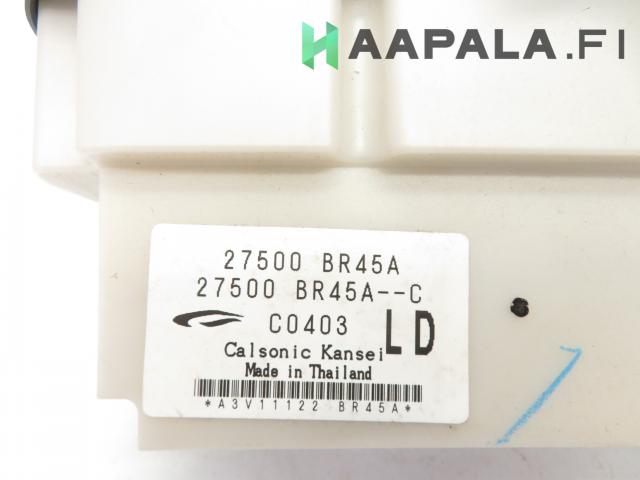 HAAPALA.FI
27500 BR45A
27500 BR45A--C
C0403 LD
Calsonic Kansei
Made in Thailand
*A3V11122 BR45A*